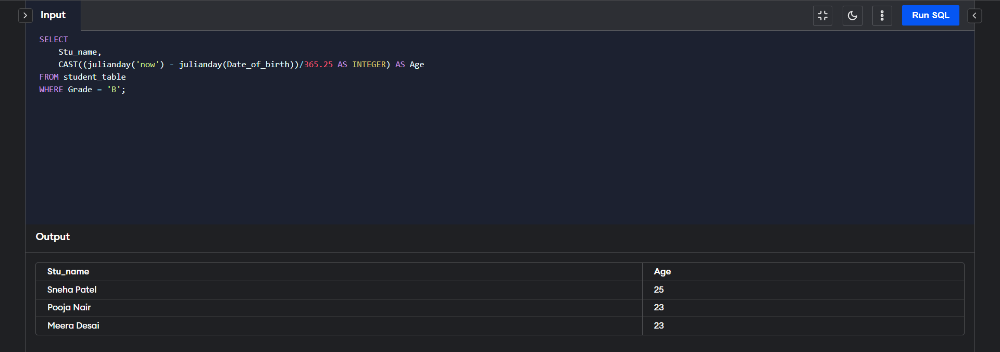 Input
Run SQL
SELECT
    Stu_name,
    CAST((julianday('now') - julianday(Date_of_birth))/365.25 AS INTEGER) AS Age
FROM student_table
WHERE Grade = 'B';
Output
Stu_name Age
Sneha Patel 25
Pooja Nair 23
Meera Desai 23